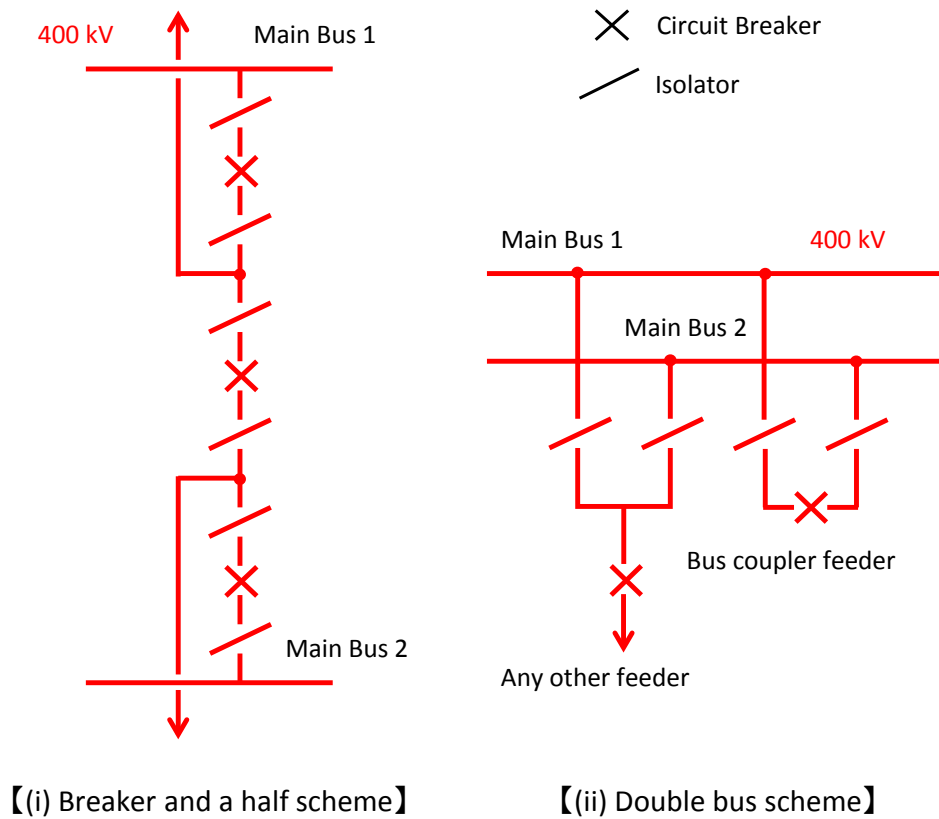 400 kV
Main Bus 1
Circuit Breaker
Isolator
Main Bus 1
400 kV
Main Bus 2
Bus coupler feeder
Main Bus 2
Any other feeder
【(i) Breaker and a half scheme】
【(ii) Double bus scheme】